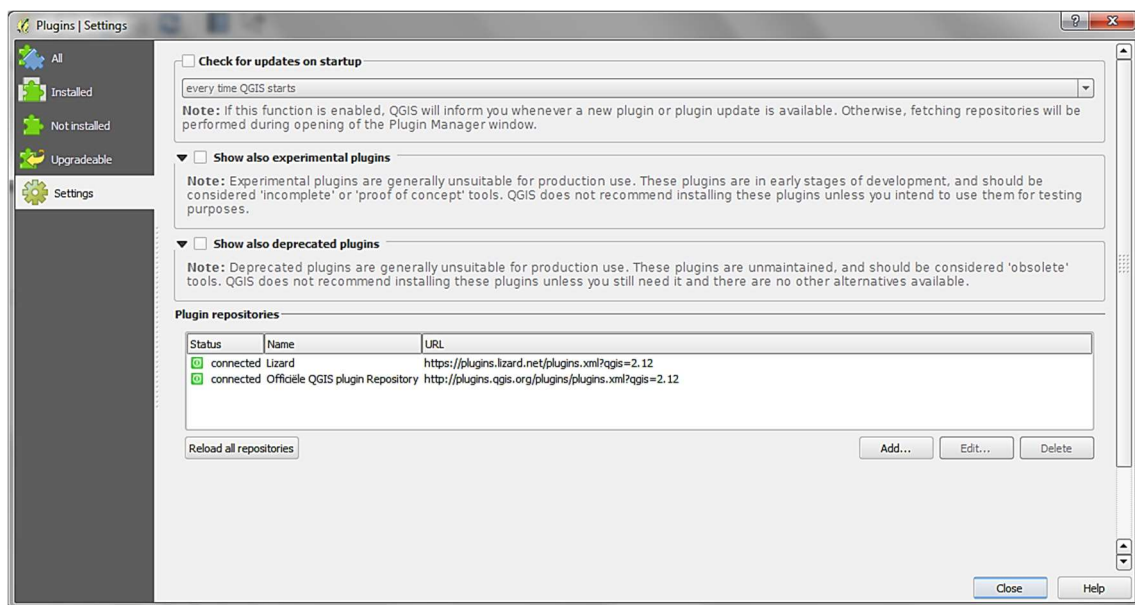 Plugins | Settings
All
Installed
Not installed
Upgradeable
Settings
Check for updates on startup
every time QGIS starts
Note: If this function is enabled, QGIS will inform you whenever a new plugin or plugin update is available. Otherwise, fetching repositories will be
performed during opening of the Plugin Manager window.
Show also experimental plugins
Note: Experimental plugins are generally unsuitable for production use. These plugins are in early stages of development, and should be
considered 'incomplete' or 'proof of concept' tools. QGIS does not recommend installing these plugins unless you intend to use them for testing
purposes.
Show also deprecated plugins
Note: Deprecated plugins are generally unsuitable for production use. These plugins are unmaintained, and should be considered 'obsolete'
tools. QGIS does not recommend installing these plugins unless you still need it and there are no other alternatives available.
Plugin repositories
Status Name URL
connected Lizard https://plugins.lizard.net/plugins.xml?qgis=2.12
connected Officiële QGIS plugin Repository http://plugins.qgis.org/plugins/plugins.xml?qgis=2.12
Reload all repositories Add... Edit... Delete
Close Help